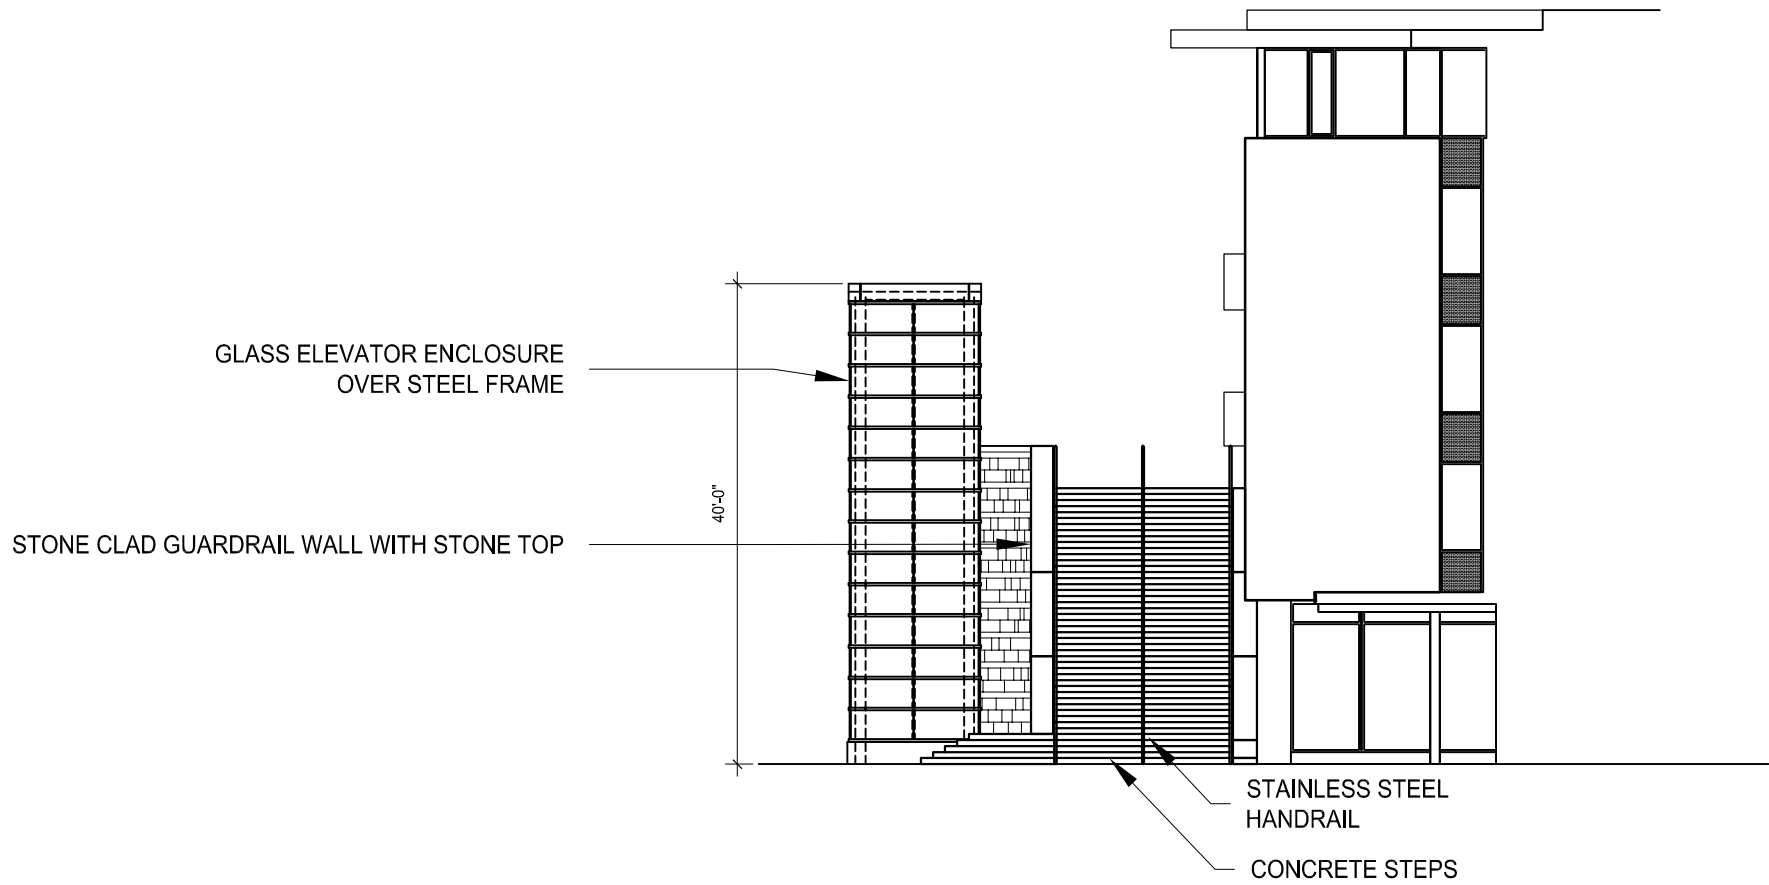 GLASS ELEVATOR ENCLOSURE
OVER STEEL FRAME
40'-0"
STONE CLAD GUARDRAIL WALL WITH STONE TOP
STAINLESS STEEL
HANDRAIL
CONCRETE STEPS